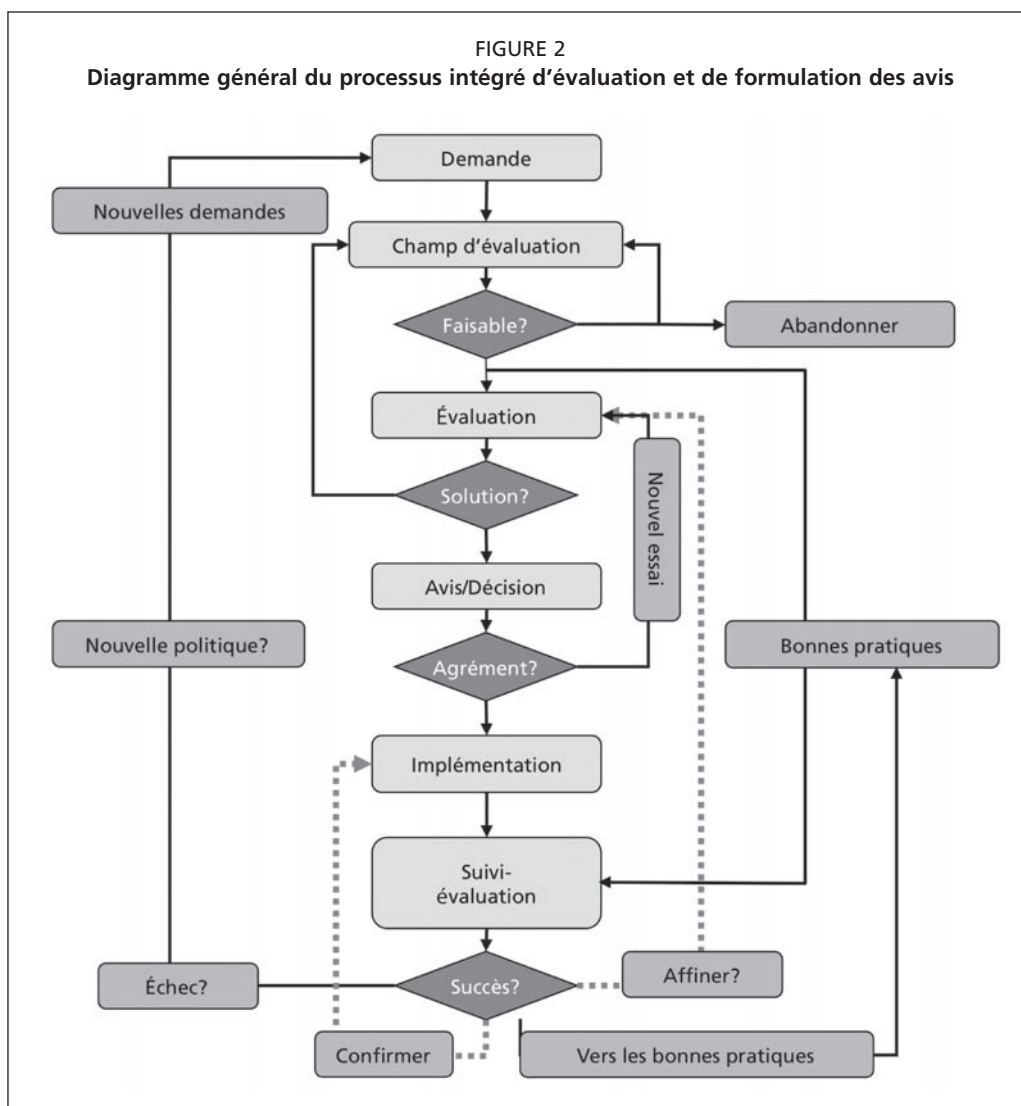 FIGURE 2
Diagramme général du processus intégré d'évaluation et de formulation des avis
Demande
Nouvelles demandes
Champ d'évaluation
Faisable?
Abandonner
Évaluation
Nouvel essai
Solution?
Avis/Décision
Nouvelle politique?
Agrément?
Bonnes pratiques
Implémentation
Suivi-
évaluation
Échec?
Succès?
Affiner?
Confirmer
Vers les bonnes pratiques